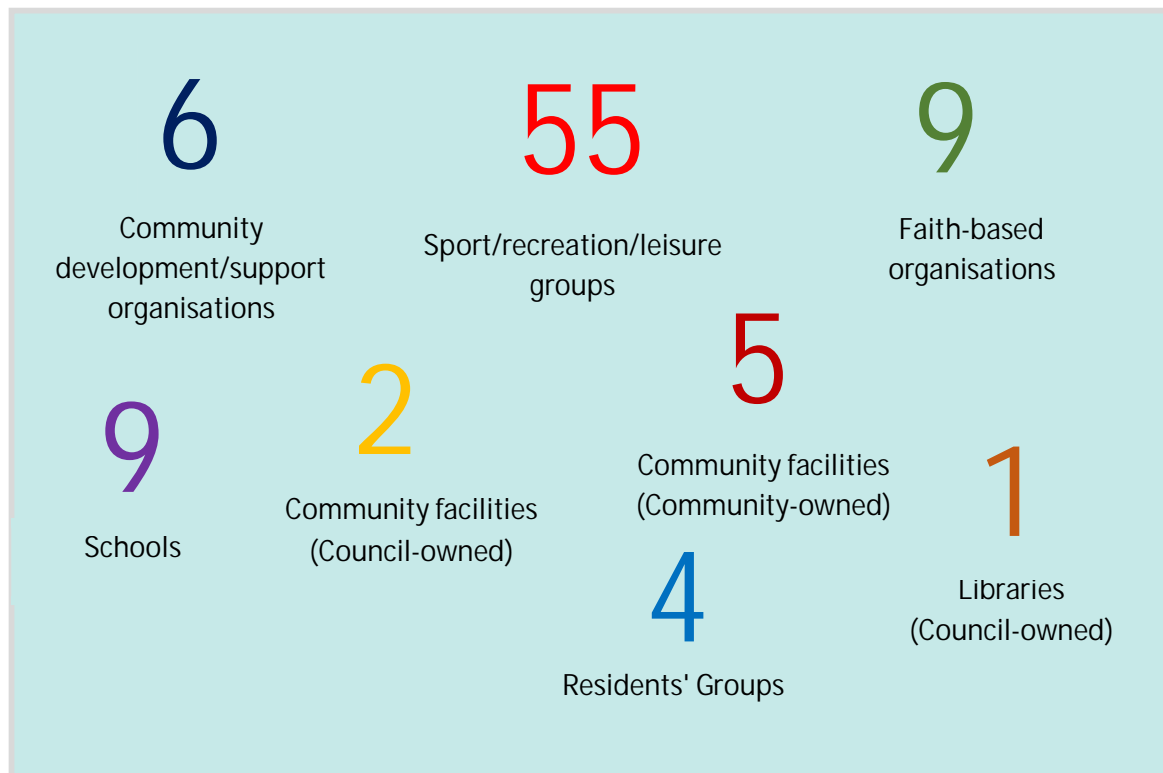 6
Community
development/support
organisations
55
Sport/recreation/leisure
groups
9
Faith-based
organisations
9
Schools
2
Community facilities
(Council-owned)
5
Community facilities
(Community-owned)
4
Residents' Groups
1
Libraries
(Council-owned)